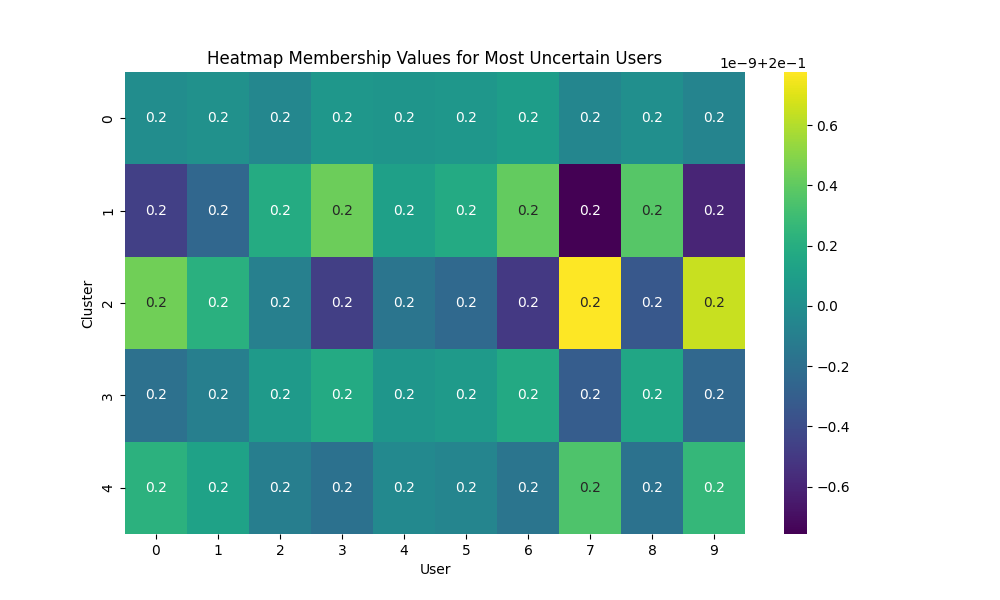 Heatmap Membership Values for Most Uncertain Users
1e−9+2e−1
0 0.2 0.2 0.2 0.2 0.2 0.2 0.2 0.2 0.2 0.2
1 0.2 0.2 0.2 0.2 0.2 0.2 0.2 0.2 0.2 0.2
2 0.2 0.2 0.2 0.2 0.2 0.2 0.2 0.2 0.2 0.2
3 0.2 0.2 0.2 0.2 0.2 0.2 0.2 0.2 0.2 0.2
4 0.2 0.2 0.2 0.2 0.2 0.2 0.2 0.2 0.2 0.2
Cluster
0 1 2 3 4 5 6 7 8 9
User
0.6
0.4
0.2
0.0
−0.2
−0.4
−0.6